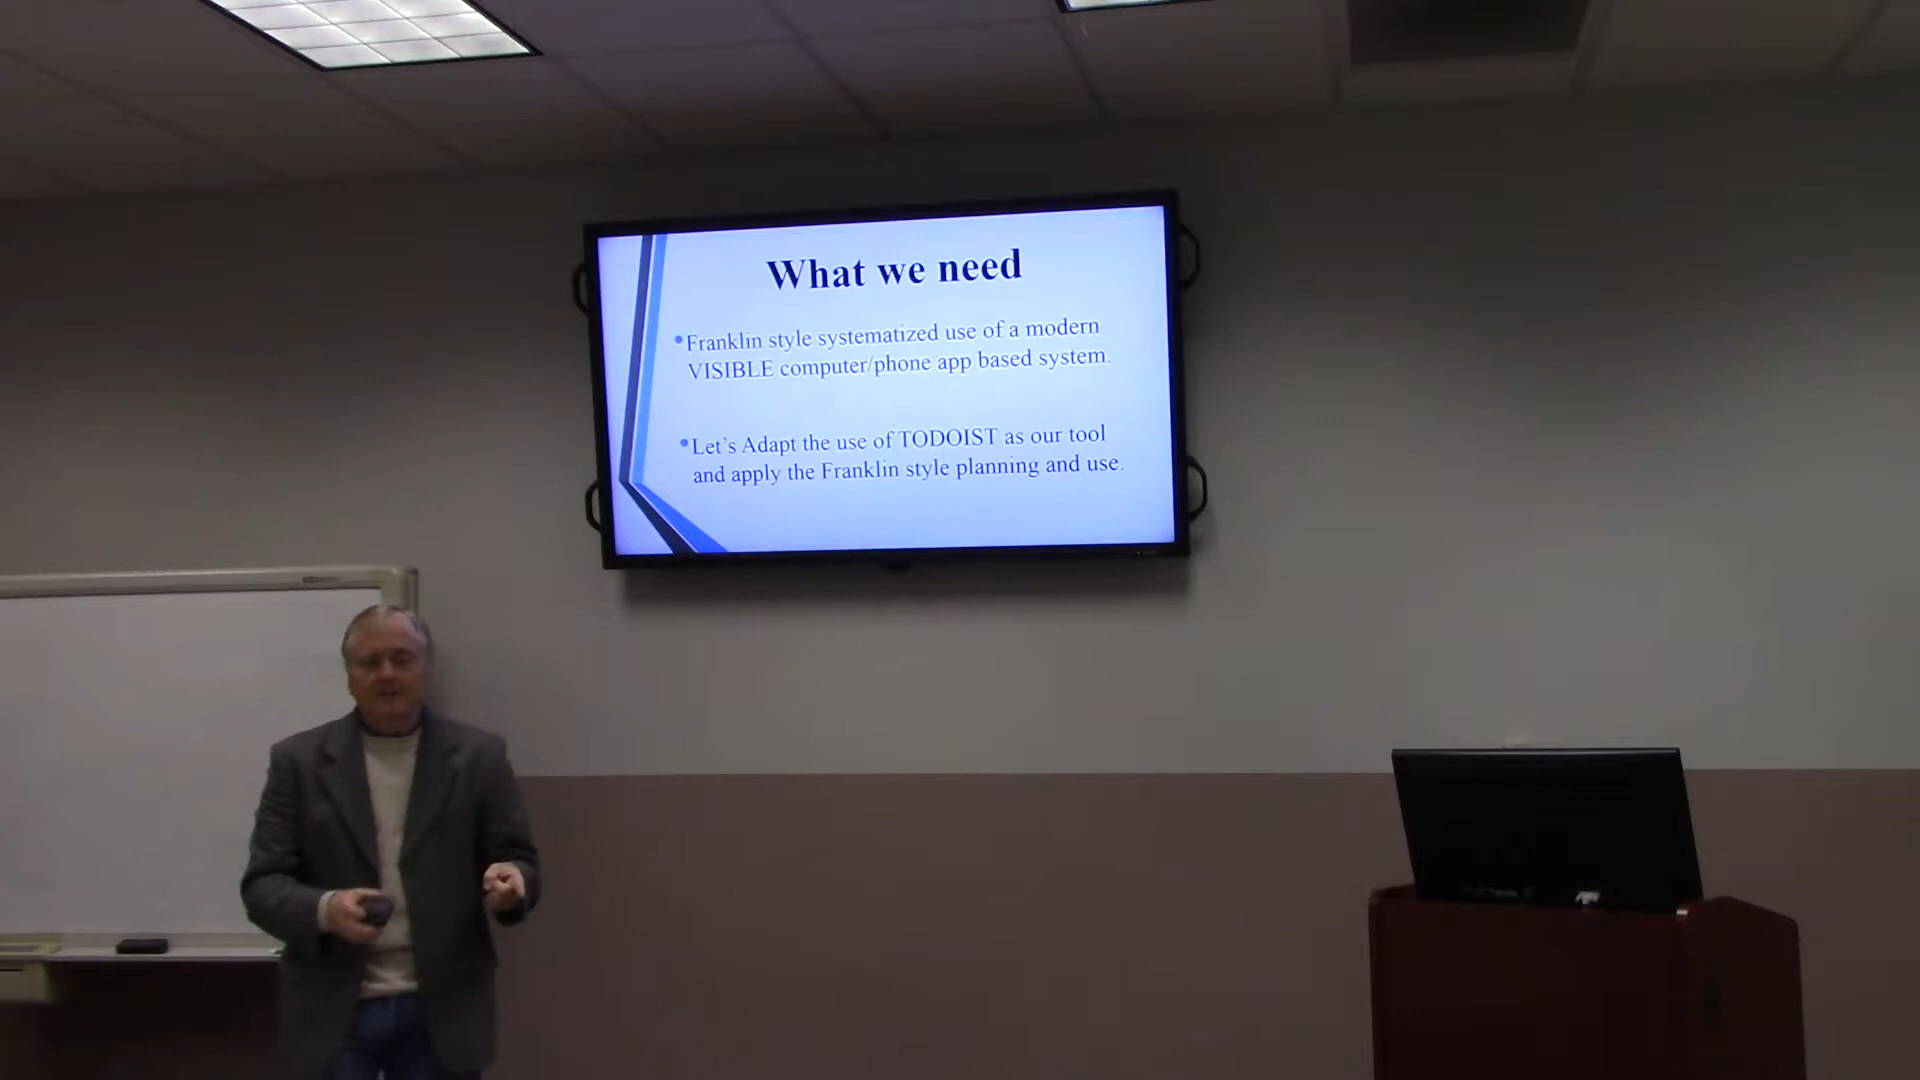 What we need
•Franklin style systematized use of a modern
VISIBLE computer/phone app based system.
•Let's Adapt the use of TODOIST as our tool
and apply the Franklin style planning and use.